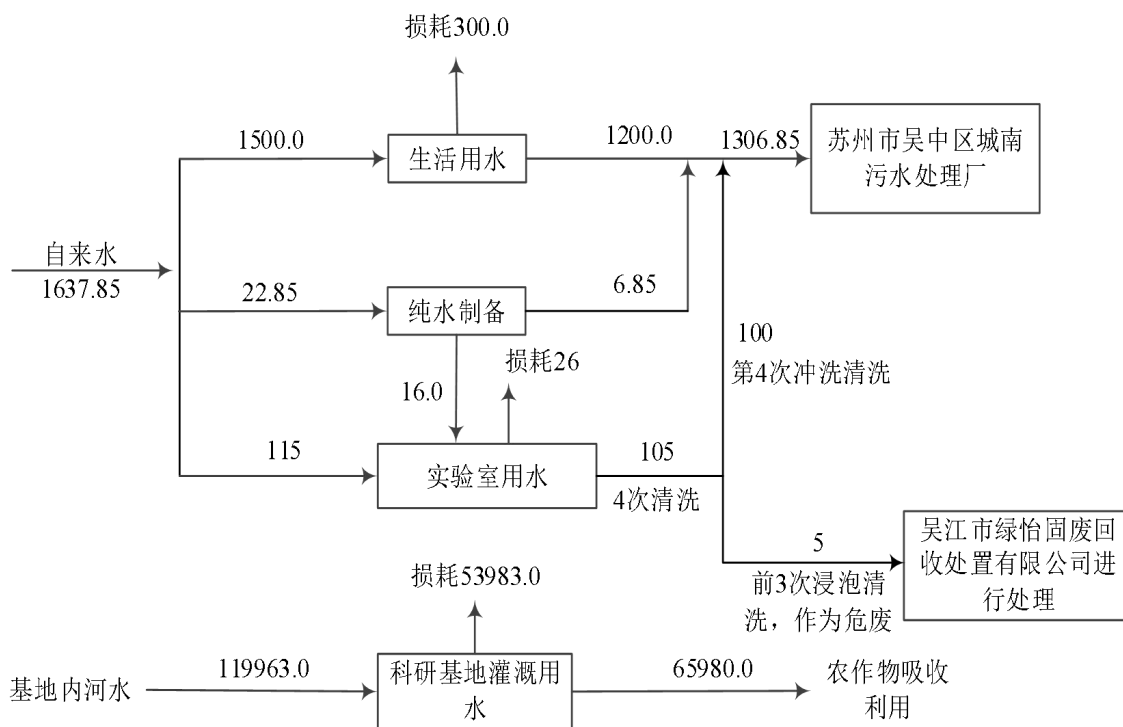 损耗300.0
1500.0
生活用水
1200.0
1306.85
苏州市吴中区城南
污水处理厂
自来水
1637.85
22.85
纯水制备
6.85
16.0
损耗26
100
第4次冲洗清洗
115
实验室用水
105
4次清洗
5
前3次浸泡清
洗，作为危废
吴江市绿怡固废回
收处置有限公司进
行处理
损耗53983.0
基地内河水
119963.0
科研基地灌溉用
水
65980.0
农作物吸收
利用